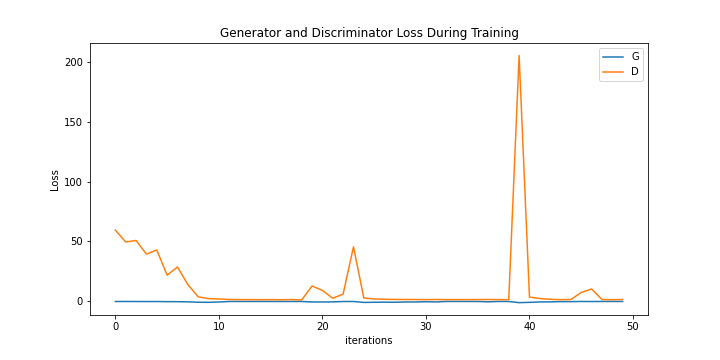 Generator and Discriminator Loss During Training
G
D
200
150
100
50
0
Loss
0 10 20 30 40 50
iterations